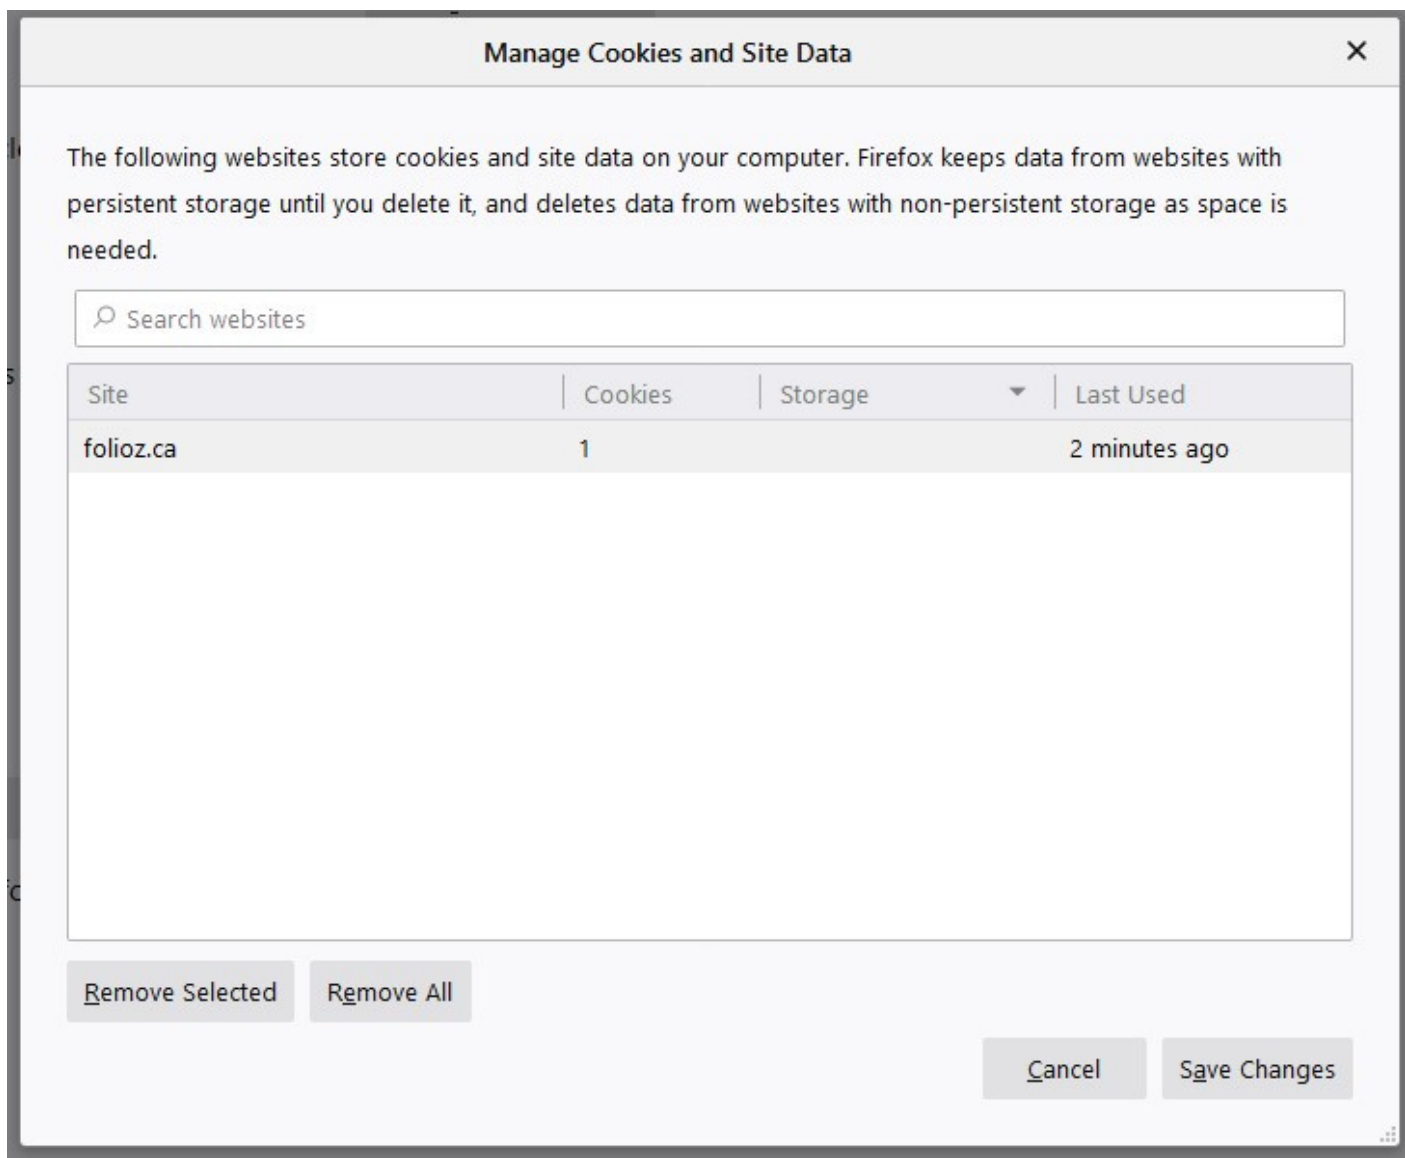 Manage Cookies and Site Data
The following websites store cookies and site data on your computer. Firefox keeps data from websites with
persistent storage until you delete it, and deletes data from websites with non-persistent storage as space is
needed.
Search websites
Site Cookies Storage Last Used
folioz.ca 1 2 minutes ago
Remove Selected Remove All
Cancel Save Changes